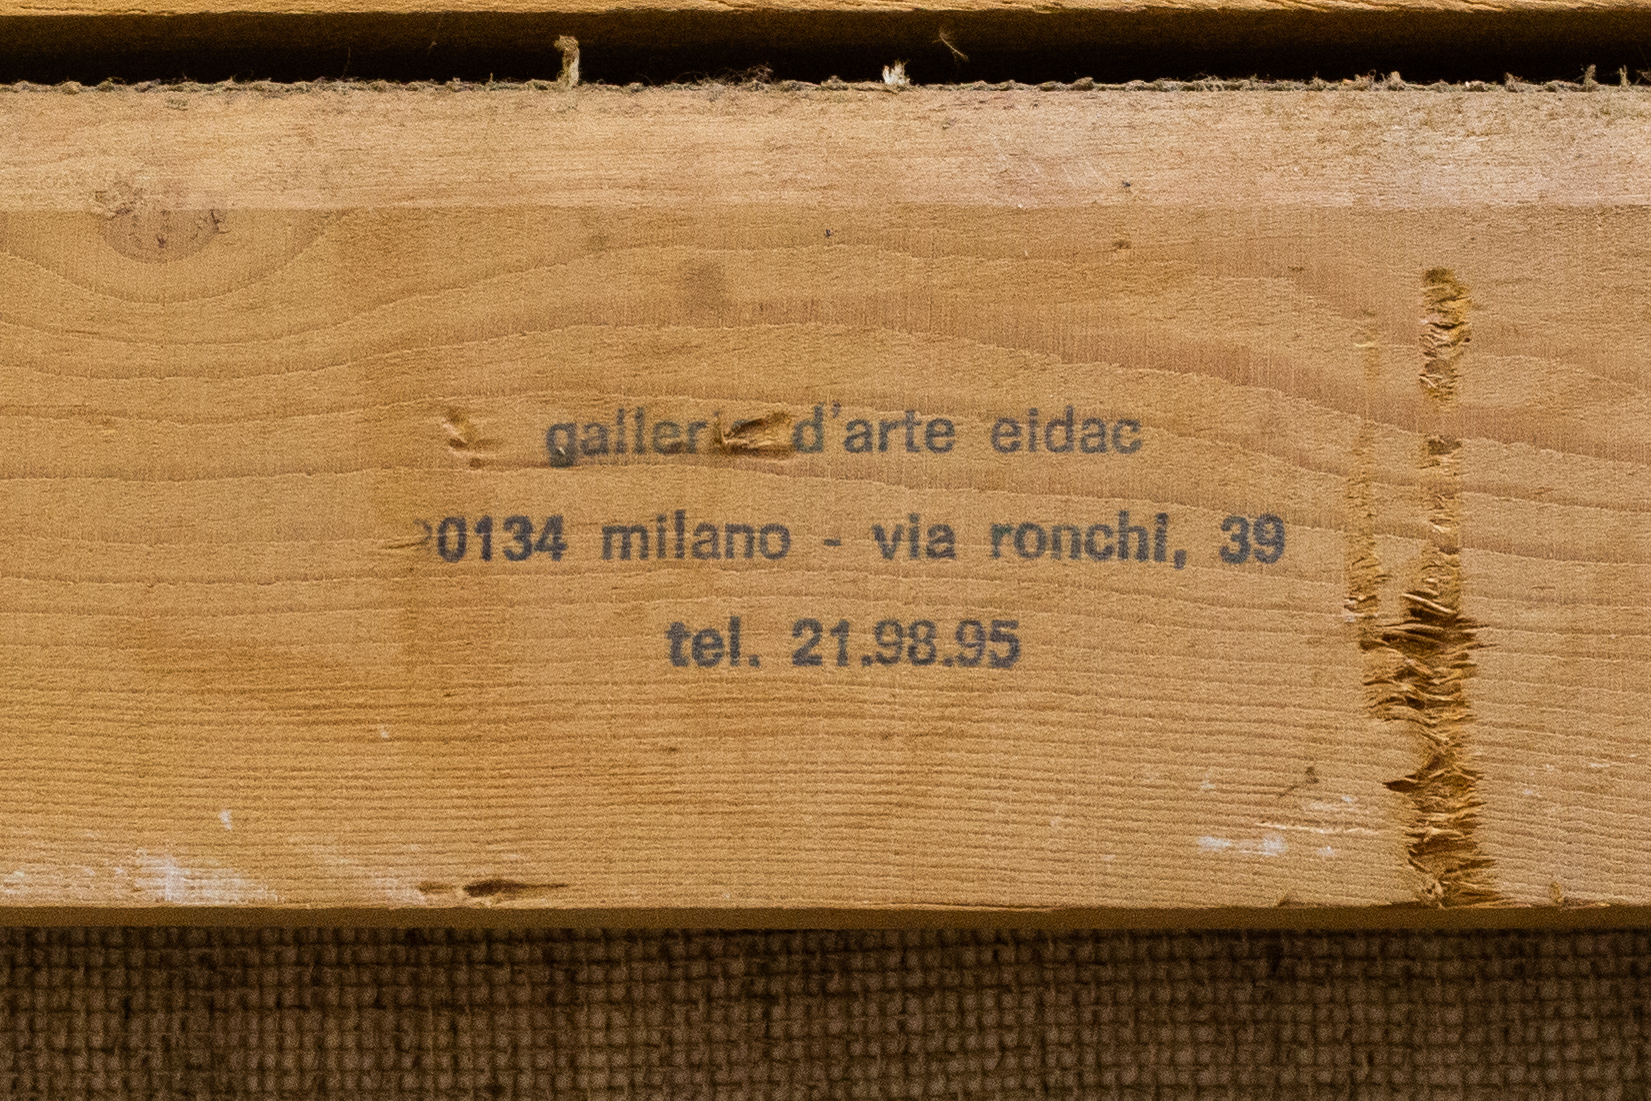 galleria d'arte eidac
20134 milano - via ronchi, 39
tel. 21.98.95